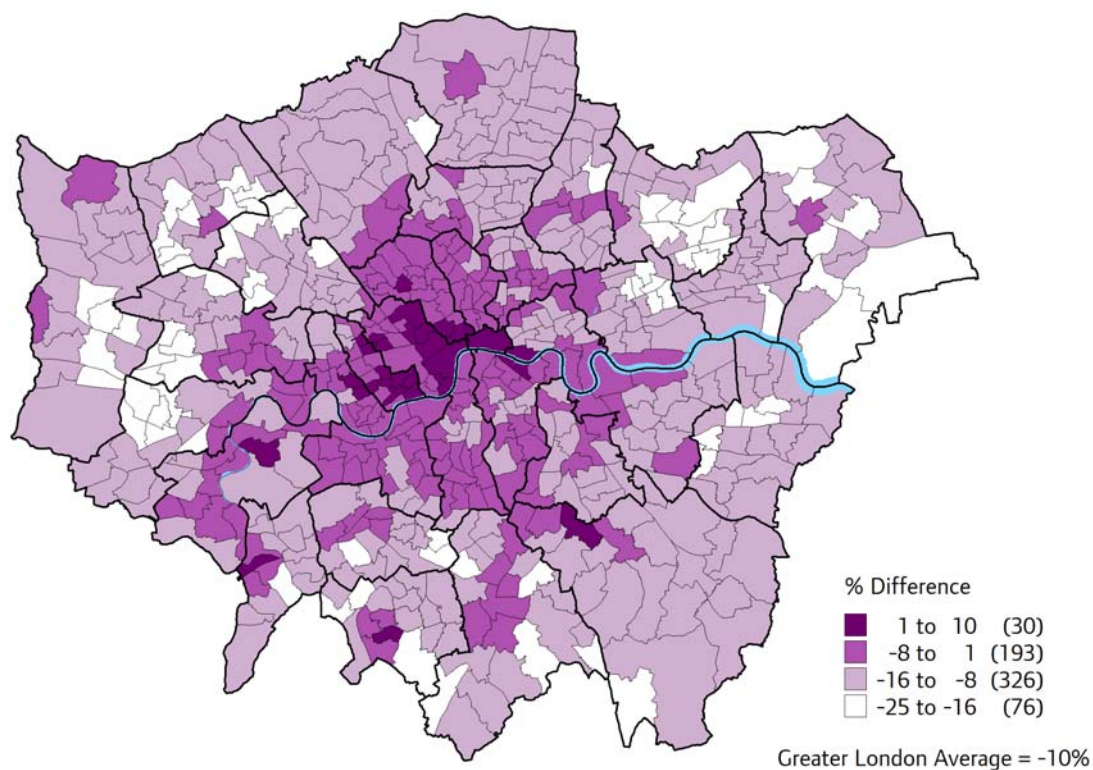 % Difference
1 to 10 (30)
-8 to 1 (193)
-16 to -8 (326)
-25 to -16 (76)
Greater London Average = -10%